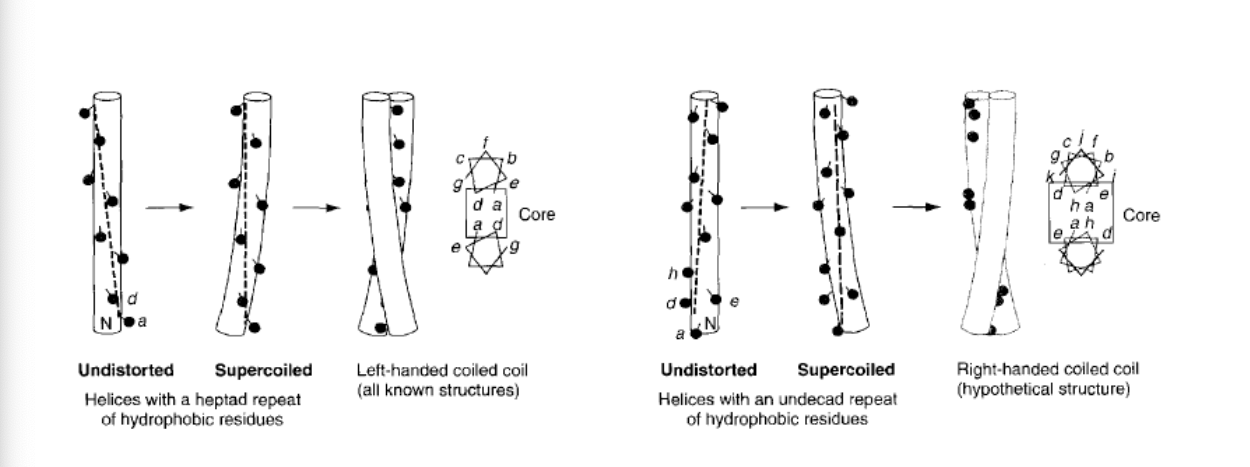 d
N a
f
c b
g e
d a
a d
e g
Core
Undistorted
Supercoiled
Helices with a heptad repeat
of hydrophobic residues
Left-handed coiled coil
(all known structures)
h
d e
a N
c f
g b
k
d e
h a
a h
e d
Core
Undistorted
Supercoiled
Helices with an undecad repeat
of hydrophobic residues
Right-handed coiled coil
(hypothetical structure)